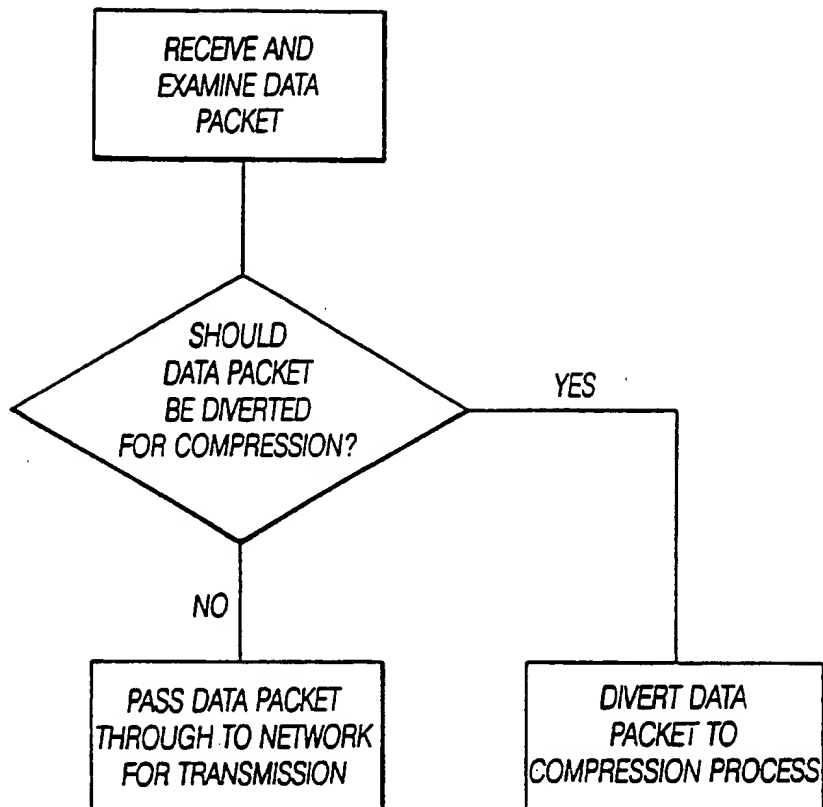 RECEIVE AND
EXAMINE DATA
PACKET
SHOULD
DATA PACKET
BE DIVERTED
FOR COMPRESSION?
YES
NO
PASS DATA PACKET
THROUGH TO NETWORK
FOR TRANSMISSION
DIVERT DATA
PACKET TO
COMPRESSION PROCESS